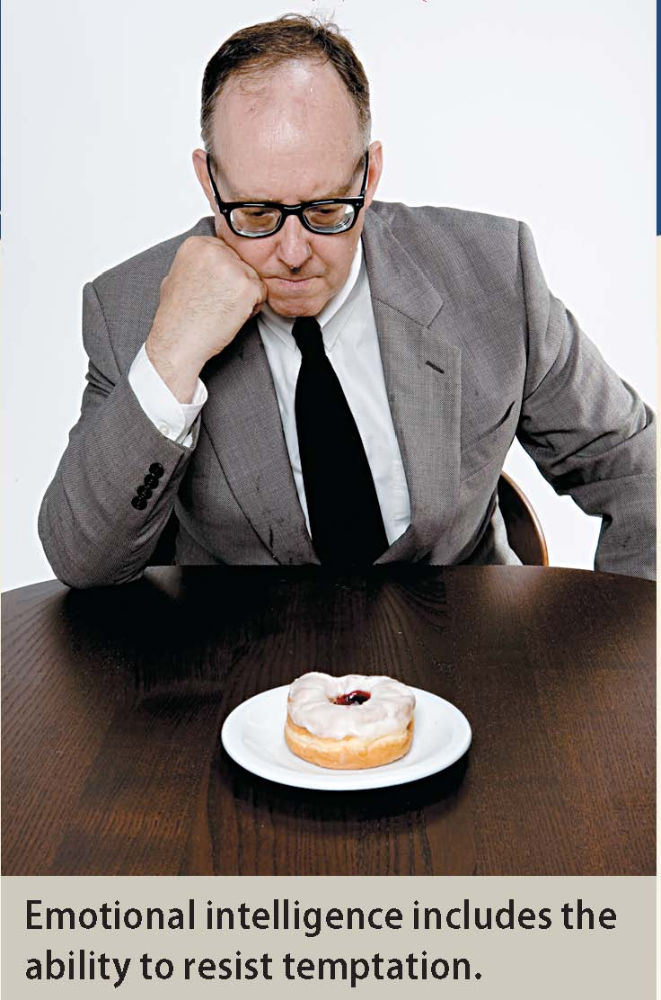 Emotional intelligence includes the
ability to resist temptation.